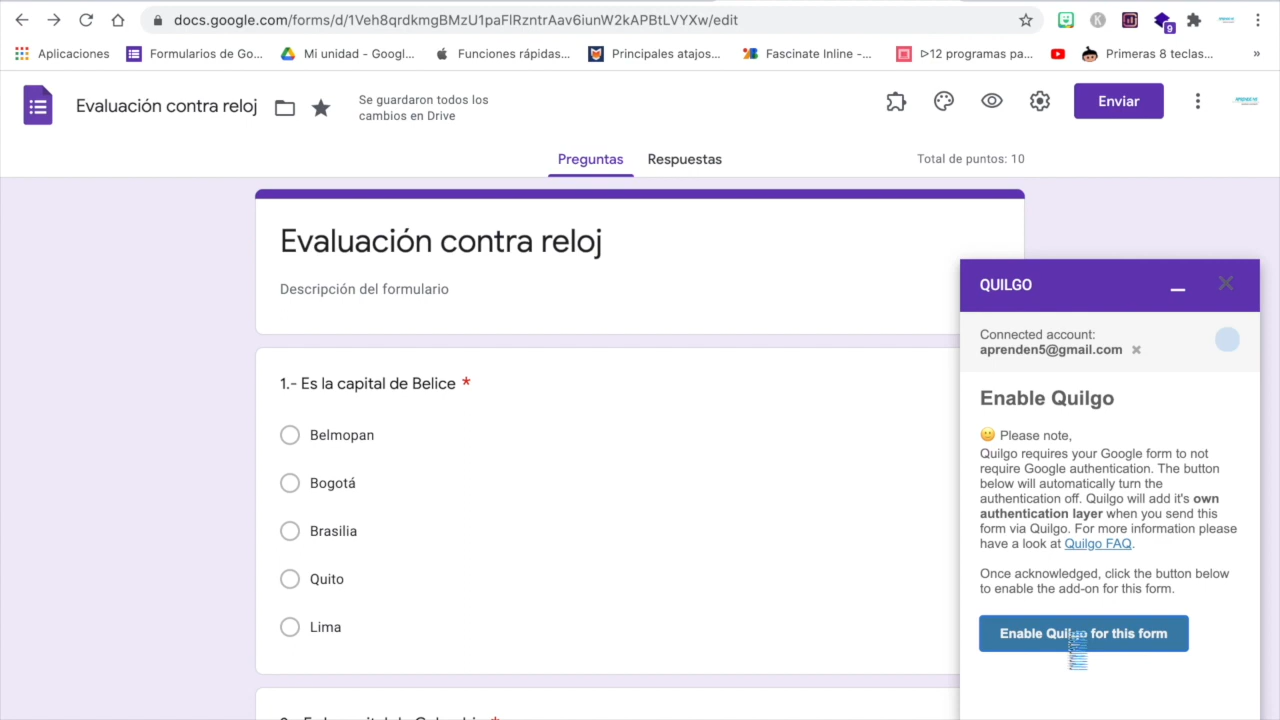 docs.google.com/forms/d/1Veh8qrdkmgBMzU1paFlRzntrAav6iunW2kAPBtLVYXw/edit
9
Aplicaciones
Formularios de Go...
Mi unidad - Googl...
Funciones rápidas...
Principales atajos...
Fascinate Inline -...
▷12 programas pa...
Primeras 8 teclas...
»
Evaluación contra reloj
Se guardaron todos los
cambios en Drive
Enviar
Preguntas
Respuestas
Total de puntos: 10
Evaluación contra reloj
Descripción del formulario
1.- Es la capital de Belice *
Belmopan
Bogotá
Brasilia
Quito
Lima
QUILGO
Connected account:
aprenden5@gmail.com
Enable Quilgo
Please note,
Quilgo requires your Google form to not
require Google authentication. The button
below will automatically turn the
authentication off. Quilgo will add it's own
authentication layer when you send this
form via Quilgo. For more information please
have a look at Quilgo FAQ.
Once acknowledged, click the button below
to enable the add-on for this form.
Enable Quilgo for this form